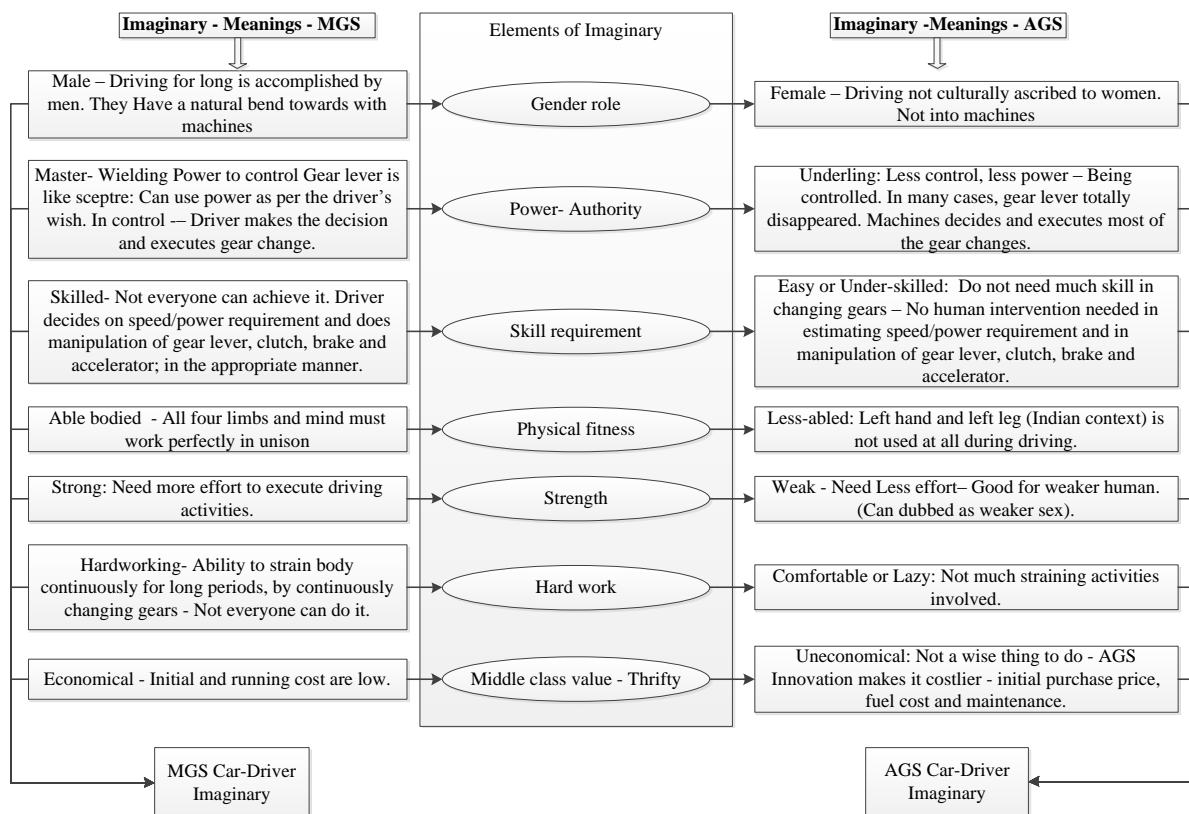 Imaginary - Meanings - MGS
Elements of Imaginary
Imaginary -Meanings - AGS
Male – Driving for long is accomplished by
men. They Have a natural bend towards with
machines
Gender role
Female – Driving not culturally ascribed to women.
Not into machines
Master- Wielding Power to control Gear lever is
like sceptre: Can use power as per the driver's
wish. In control -– Driver makes the decision
and executes gear change.
Power- Authority
Underling: Less control, less power – Being
controlled. In many cases, gear lever totally
disappeared. Machines decides and executes most of
the gear changes.
Skilled- Not everyone can achieve it. Driver
decides on speed/power requirement and does
manipulation of gear lever, clutch, brake and
accelerator; in the appropriate manner.
Skill requirement
Easy or Under-skilled:  Do not need much skill in
changing gears – No human intervention needed in
estimating speed/power requirement and in
manipulation of gear lever, clutch, brake and
accelerator.
Able bodied  - All four limbs and mind must
work perfectly in unison
Physical fitness
Less-abled: Left hand and left leg (Indian context) is
not used at all during driving.
Strong: Need more effort to execute driving
activities.
Strength
Weak - Need Less effort– Good for weaker human.
(Can dubbed as weaker sex).
Hardworking- Ability to strain body
continuously for long periods, by continuously
changing gears - Not everyone can do it.
Hard work
Comfortable or Lazy: Not much straining activities
involved.
Economical - Initial and running cost are low.
Middle class value - Thrifty
Uneconomical: Not a wise thing to do - AGS
Innovation makes it costlier - initial purchase price,
fuel cost and maintenance.
MGS Car-Driver
Imaginary
AGS Car-Driver
Imaginary